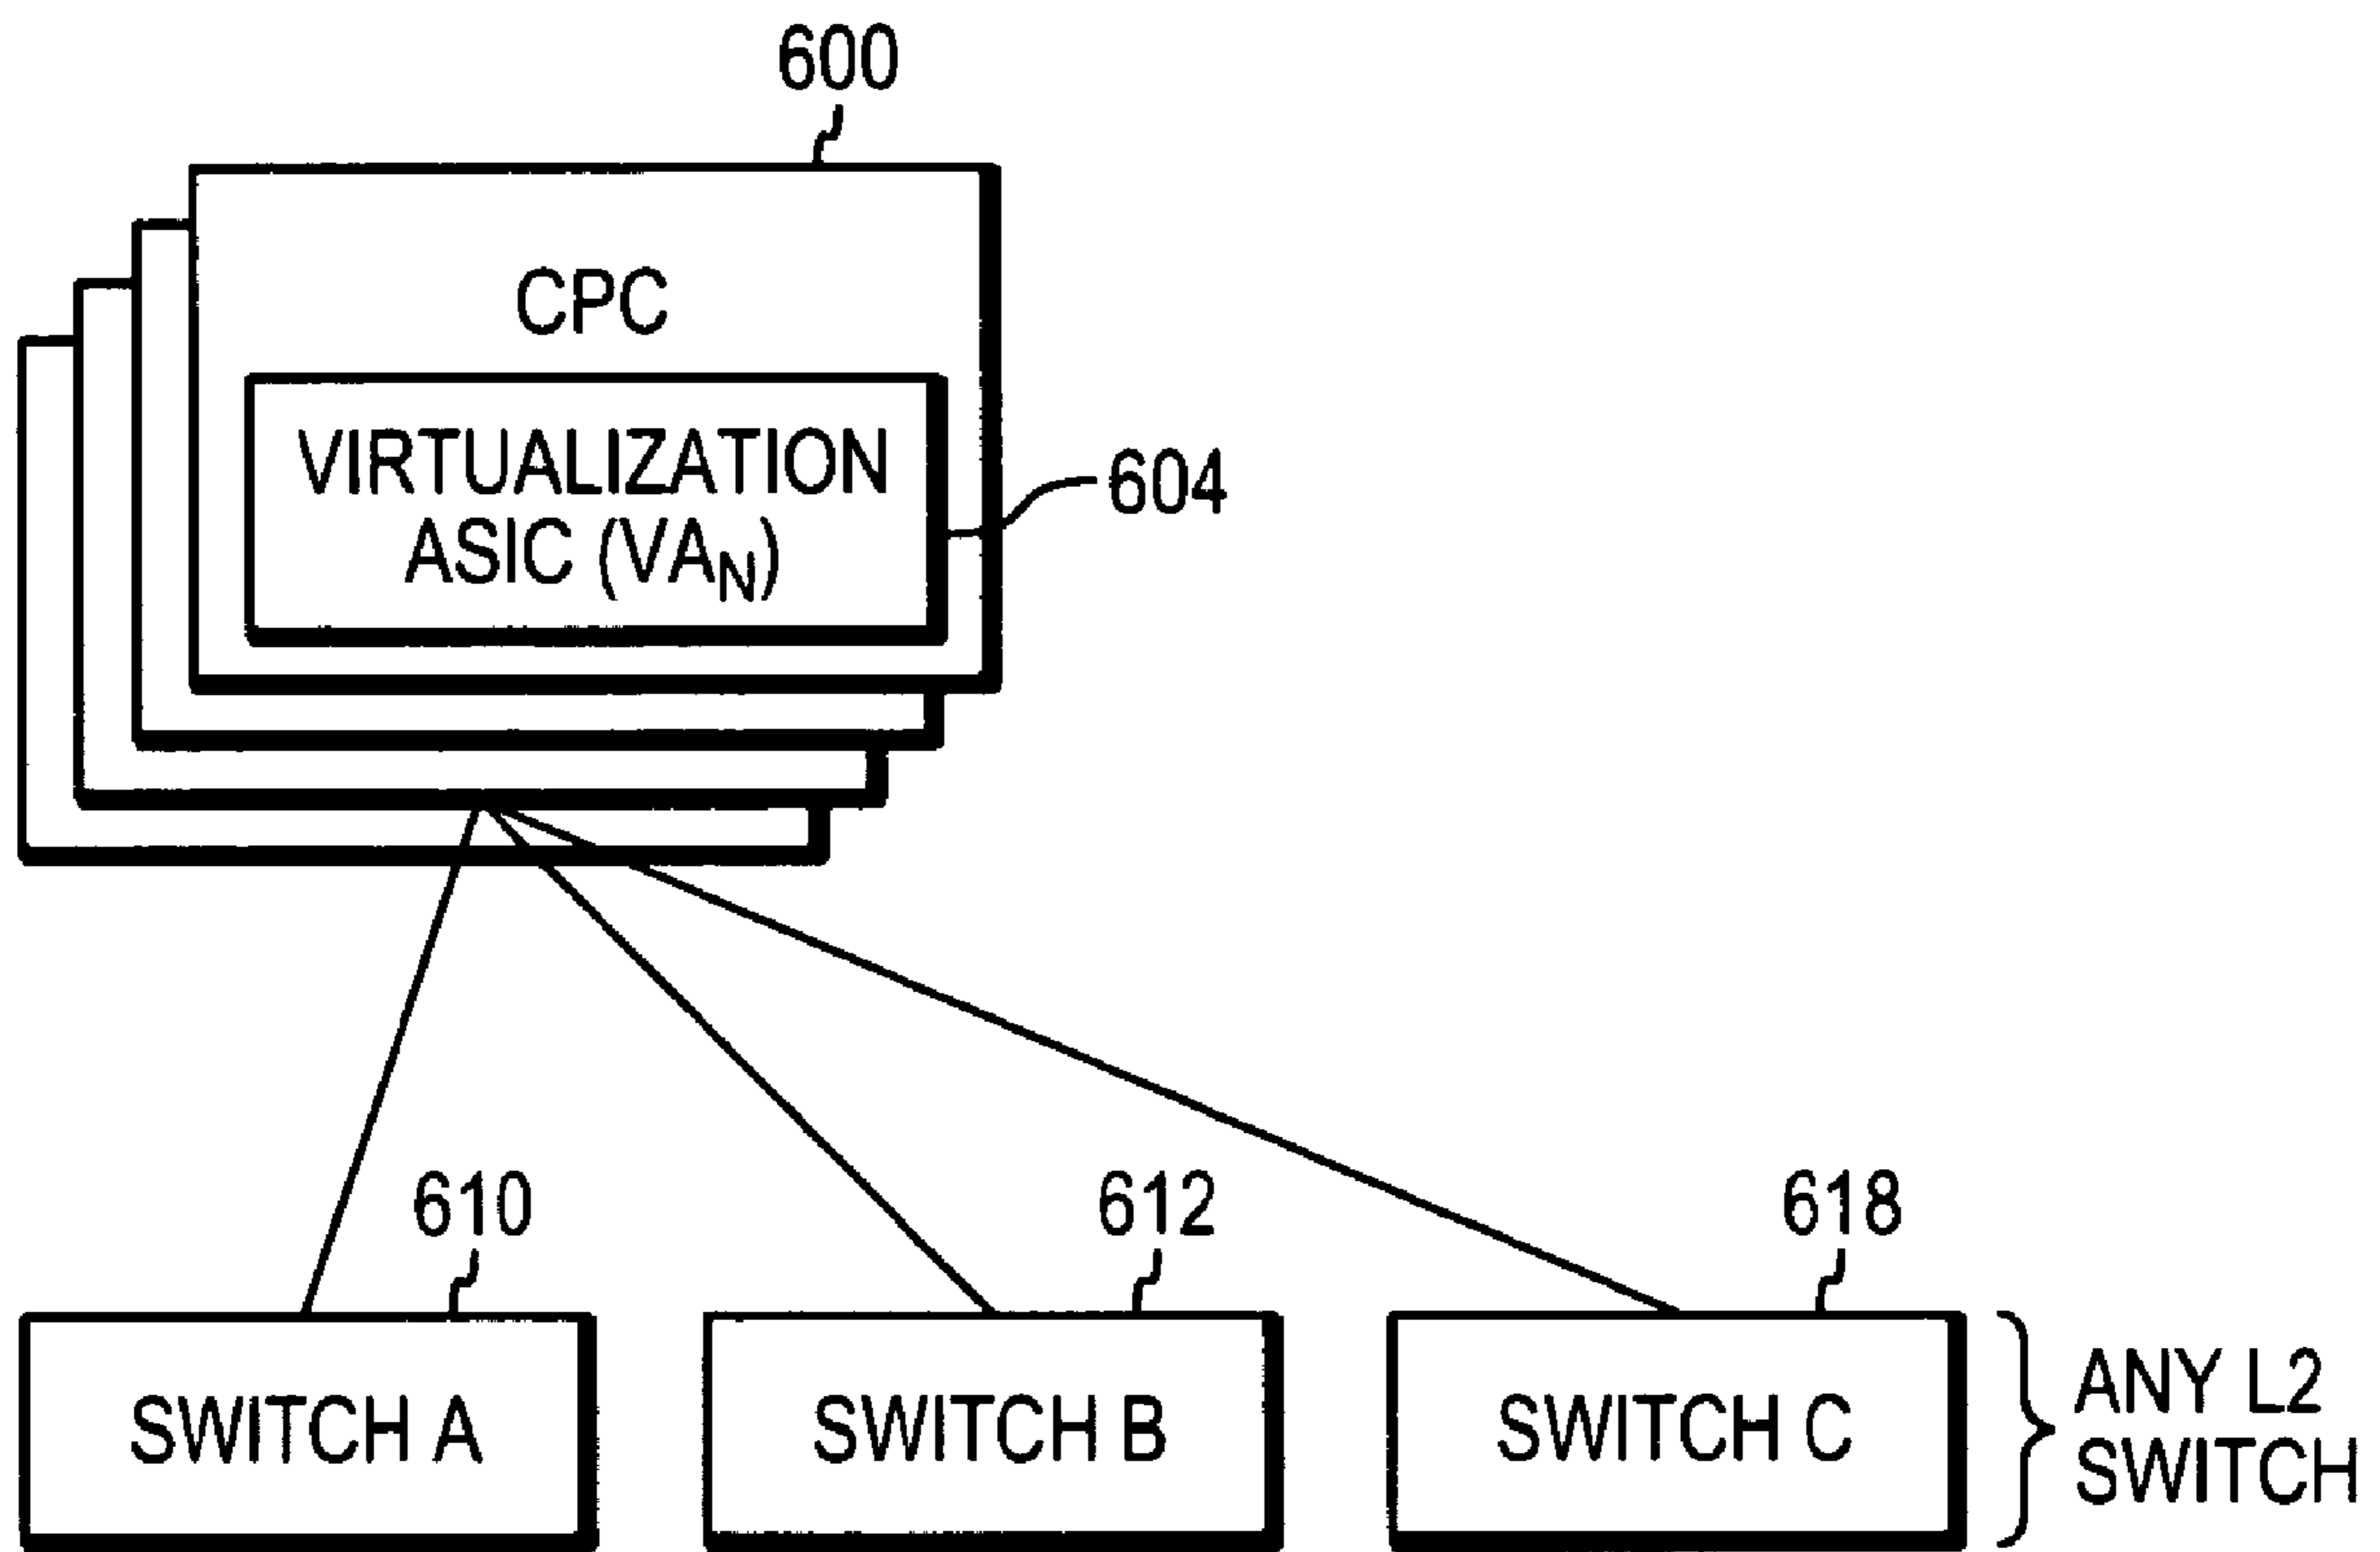 600
CPC
VIRTUALIZATION
ASIC (VAN)
604
610
612
618
SWITCH A
SWITCH B
SWITCH C
ANY L2
SWITCH